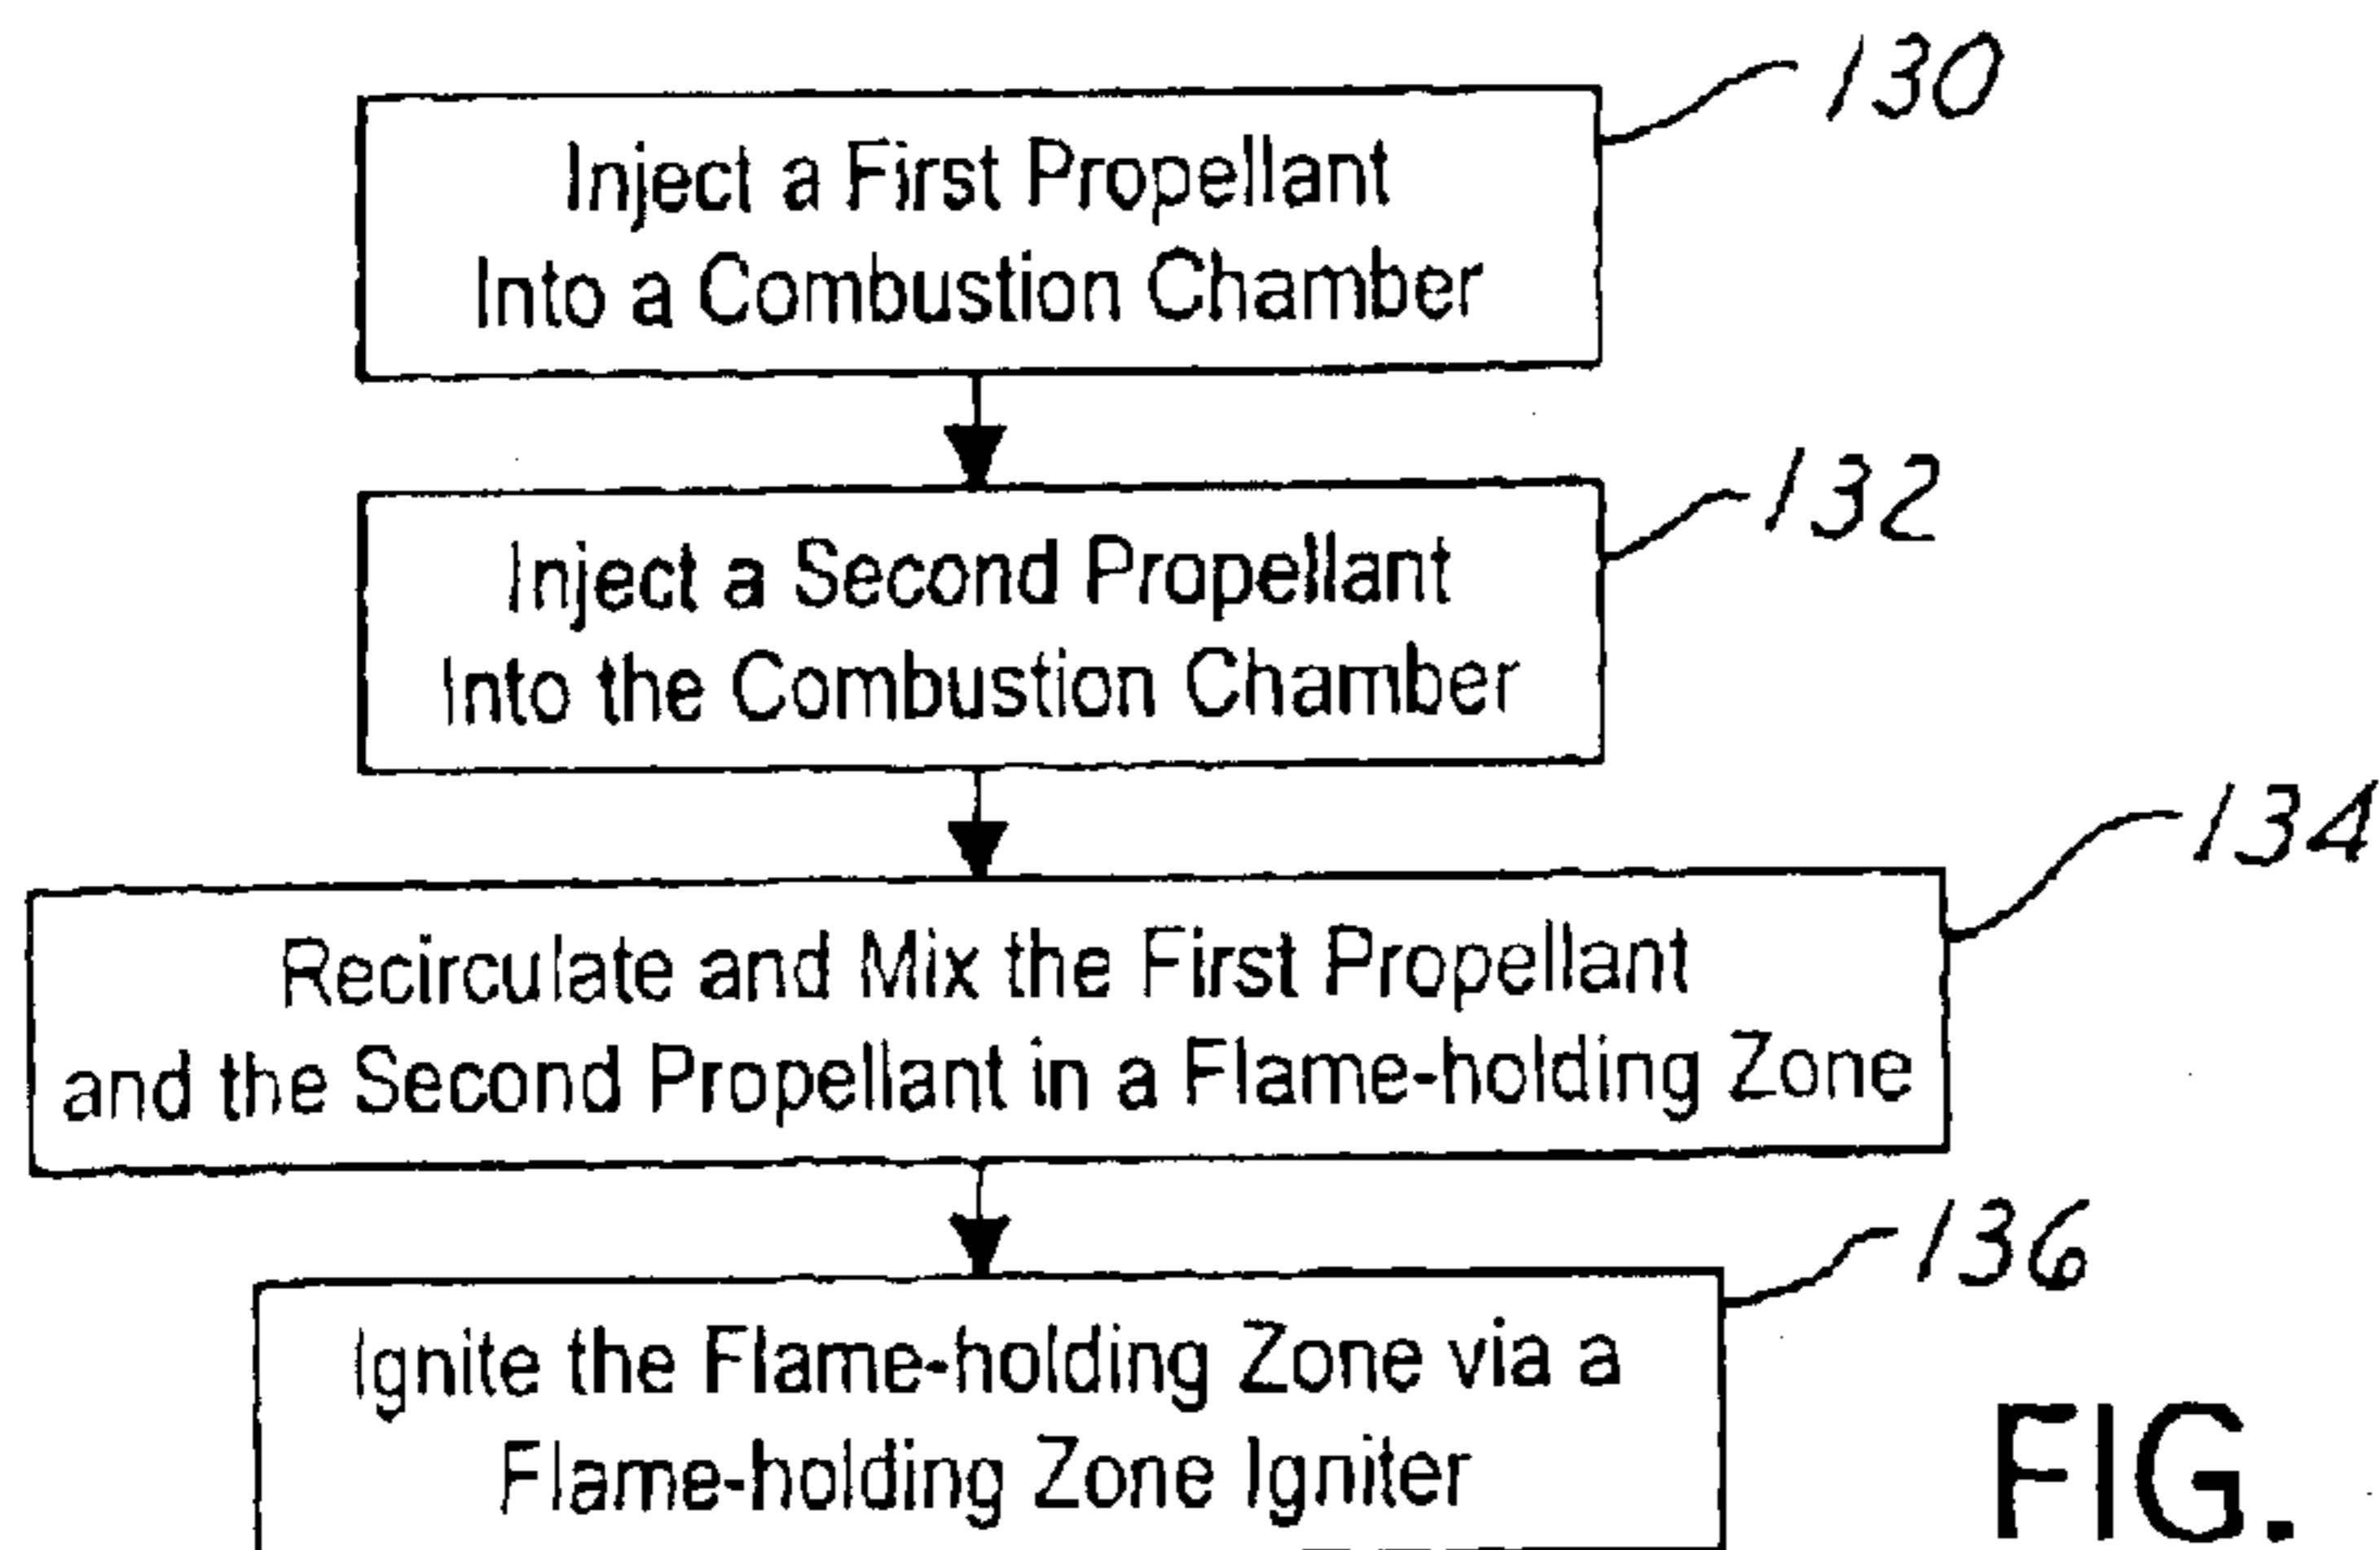 130
Inject a First Propellant
Into a Combustion Chamber
132
Inject a Second Propellant
Into the Combustion Chamber
134
Recirculate and Mix the First Propellant
and the Second Propellant in a Flame-holding Zone
136
Ignite the Flame-holding Zone via a
Flame-holding Zone Igniter
FIG.